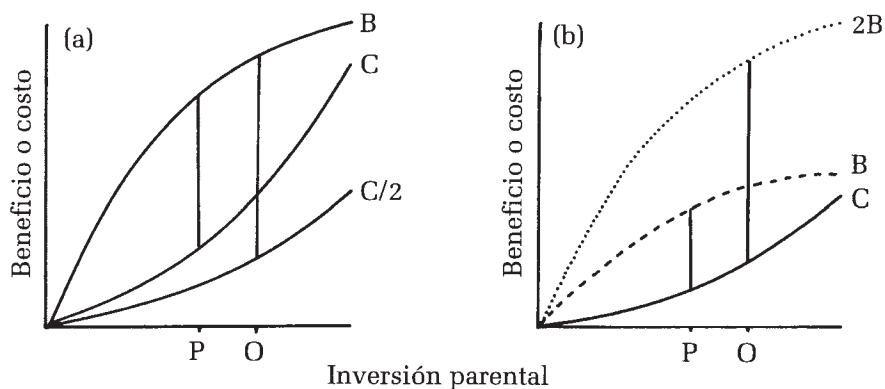 (a)
B
C
C/2
Beneficio o costo
P O
(b)
2B
B
C
Beneficio o costo
P O
Inversión parental